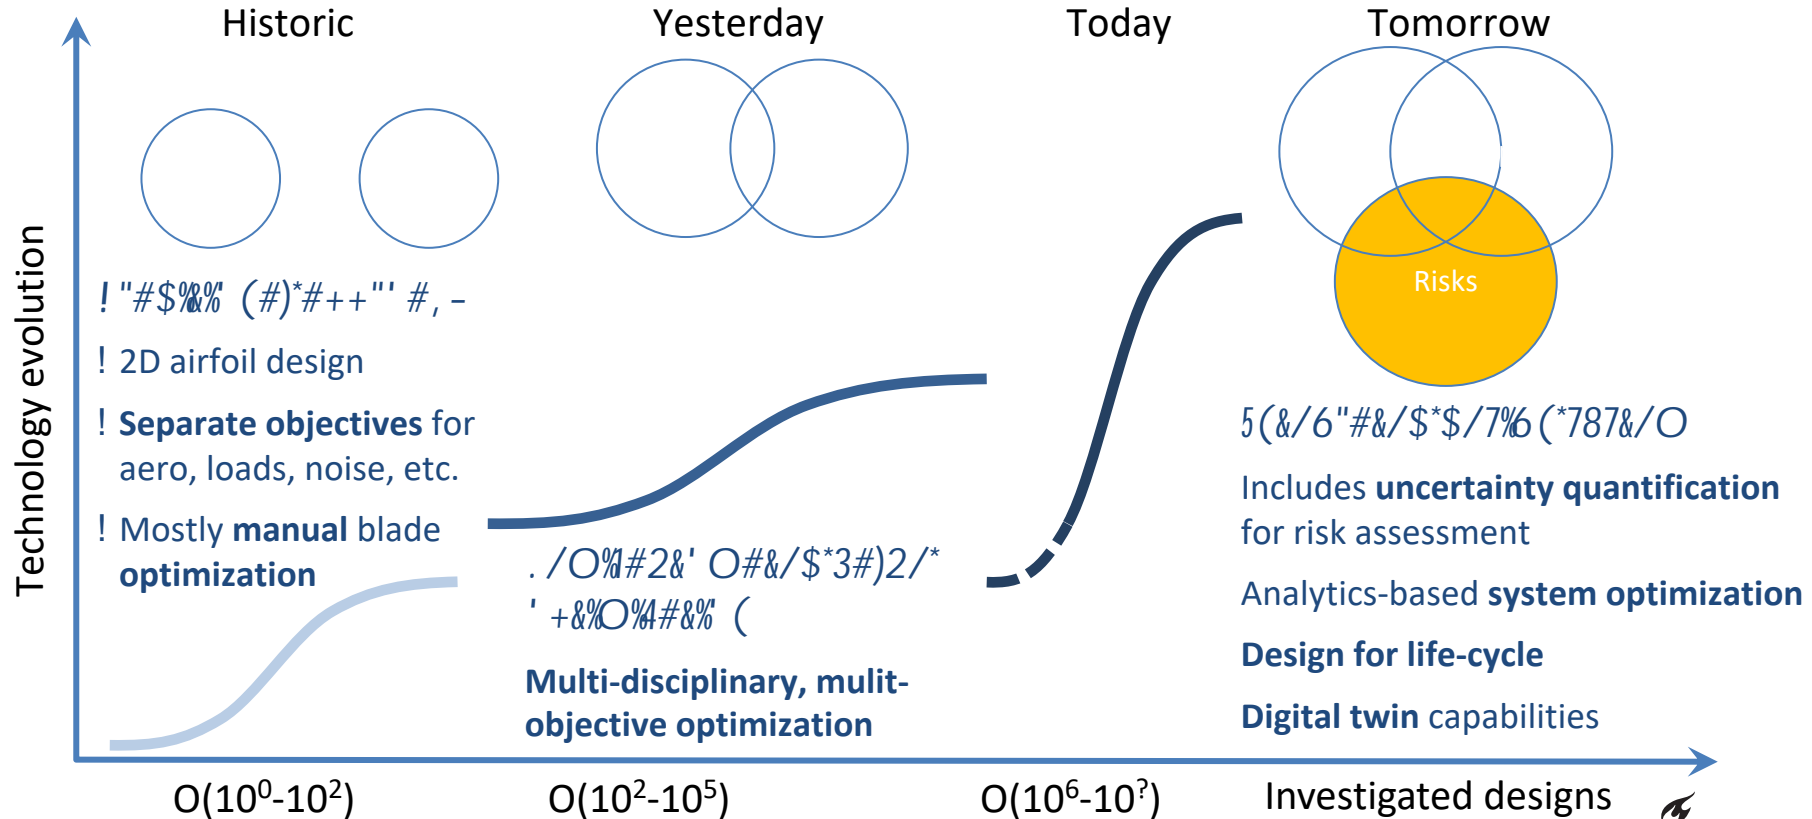 Historic
Yesterday
Today
Tomorrow
Technology evolution
Risks
! 2D airfoil design
! Separate objectives for
aero, loads, noise, etc.
! Mostly manual blade
optimization
Multi-disciplinary, mulit-
objective optimization
Includes uncertainty quantification
for risk assessment
Analytics-based system optimization
Design for life-cycle
Digital twin capabilities
O(10⁰-10²)
O(10²-10⁵)
O(10⁶-10^?)
Investigated designs